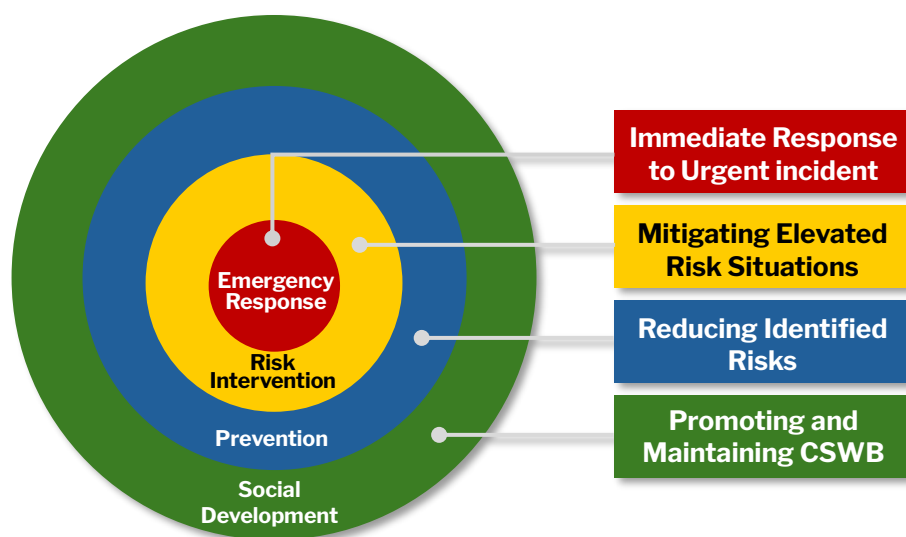 Emergency
Response
Risk
Intervention
Prevention
Social
Development
Immediate Response
to Urgent incident
Mitigating Elevated
Risk Situations
Reducing Identified
Risks
Promoting and
Maintaining CSWB